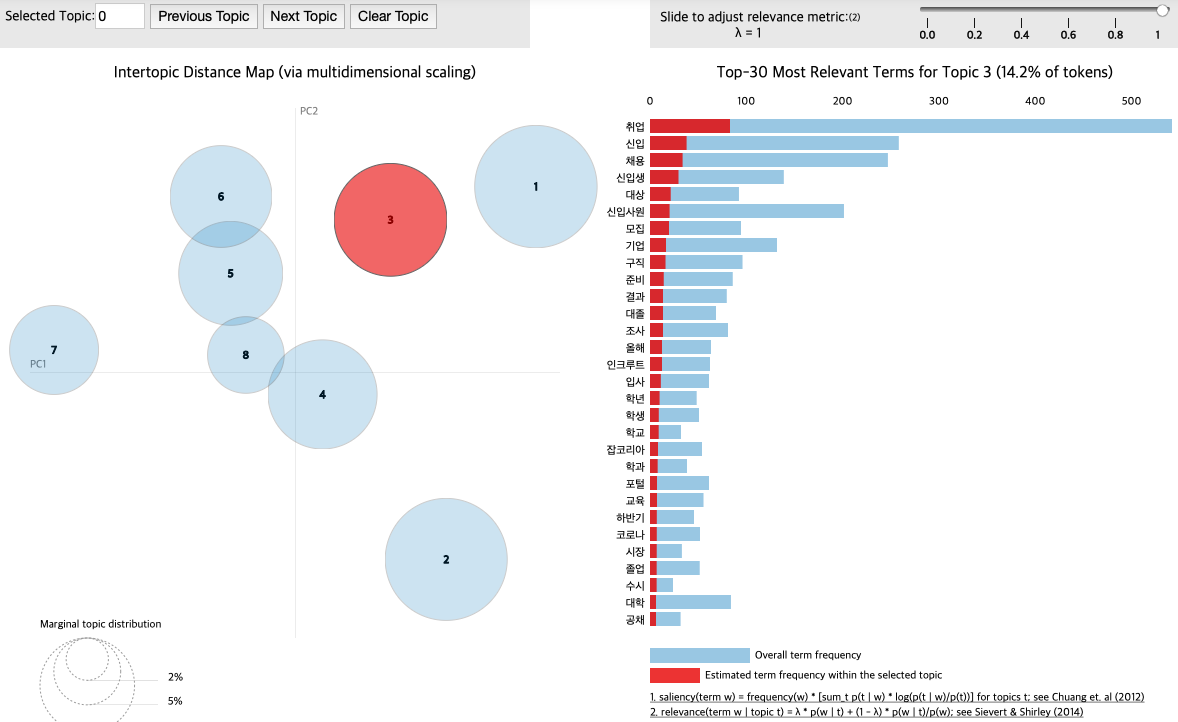 Selected Topic: 0 Previous Topic Next Topic Clear Topic
Slide to adjust relevance metric:(2)
λ = 1
0.0 0.2 0.4 0.6 0.8 1
Intertopic Distance Map (via multidimensional scaling)
PC2
PC1
6
3
1
5
7
8
4
2
Marginal topic distribution
2%
5%
Top-30 Most Relevant Terms for Topic 3 (14.2% of tokens)
0 100 200 300 400 500
취업
신입
채용
신입생
대상
신입사원
모집
기업
구직
준비
결과
대졸
조사
올해
인크루트
입사
학년
학생
학교
잡코리아
학과
포털
교육
하반기
코로나
시장
졸업
수시
대학
공채
Overall term frequency
Estimated term frequency within the selected topic
1. saliency(term w) = frequency(w) * [sum_t p(t | w) * log(p(t | w)/p(t))] for topics t; see Chuang et. al (2012)
2. relevance(term w | topic t) = λ * p(w | t) + (1 - λ) * p(w | t)/p(w); see Sievert & Shirley (2014)